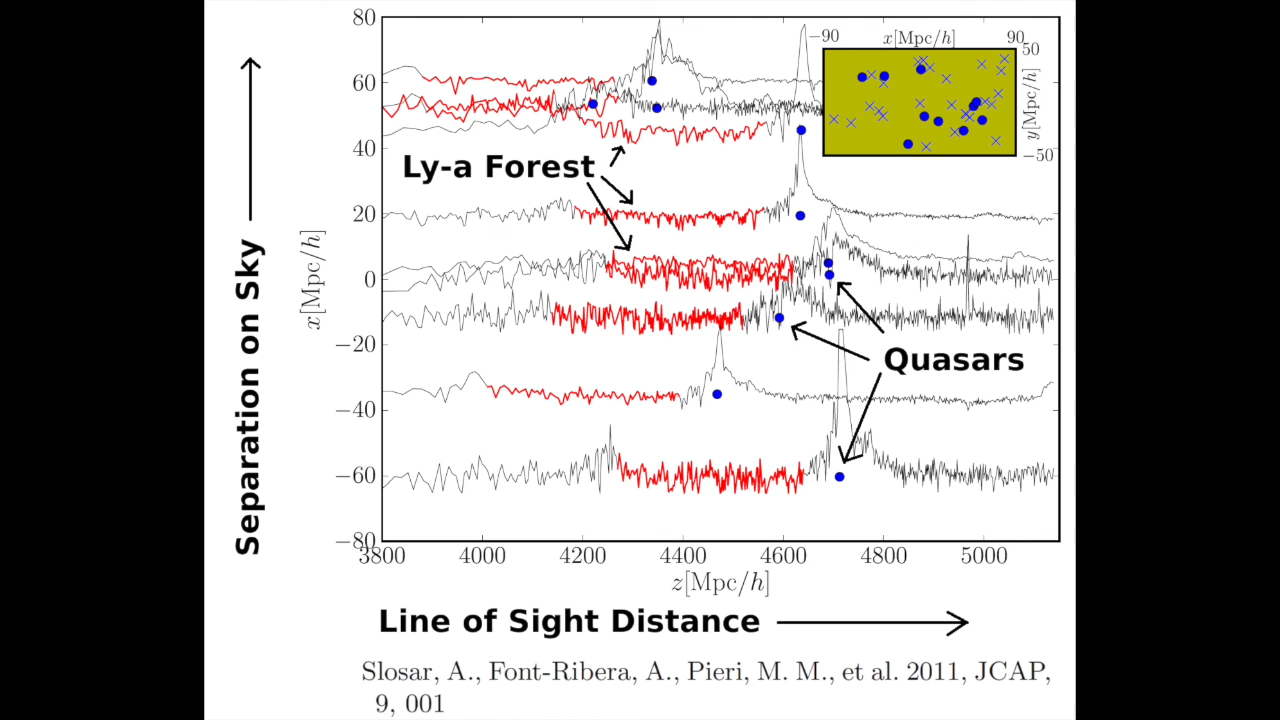 80
60
40
20
0
−20
−40
−60
−80
x[Mpc/h]
Separation on Sky
−90
x[Mpc/h]
90
50
y[Mpc/h]
−50
Ly-a Forest
Quasars
3800 4000 4200 4400 4600 4800 5000
z[Mpc/h]
Line of Sight Distance
Slosar, A., Font-Ribera, A., Pieri, M. M., et al. 2011, JCAP,
9, 001